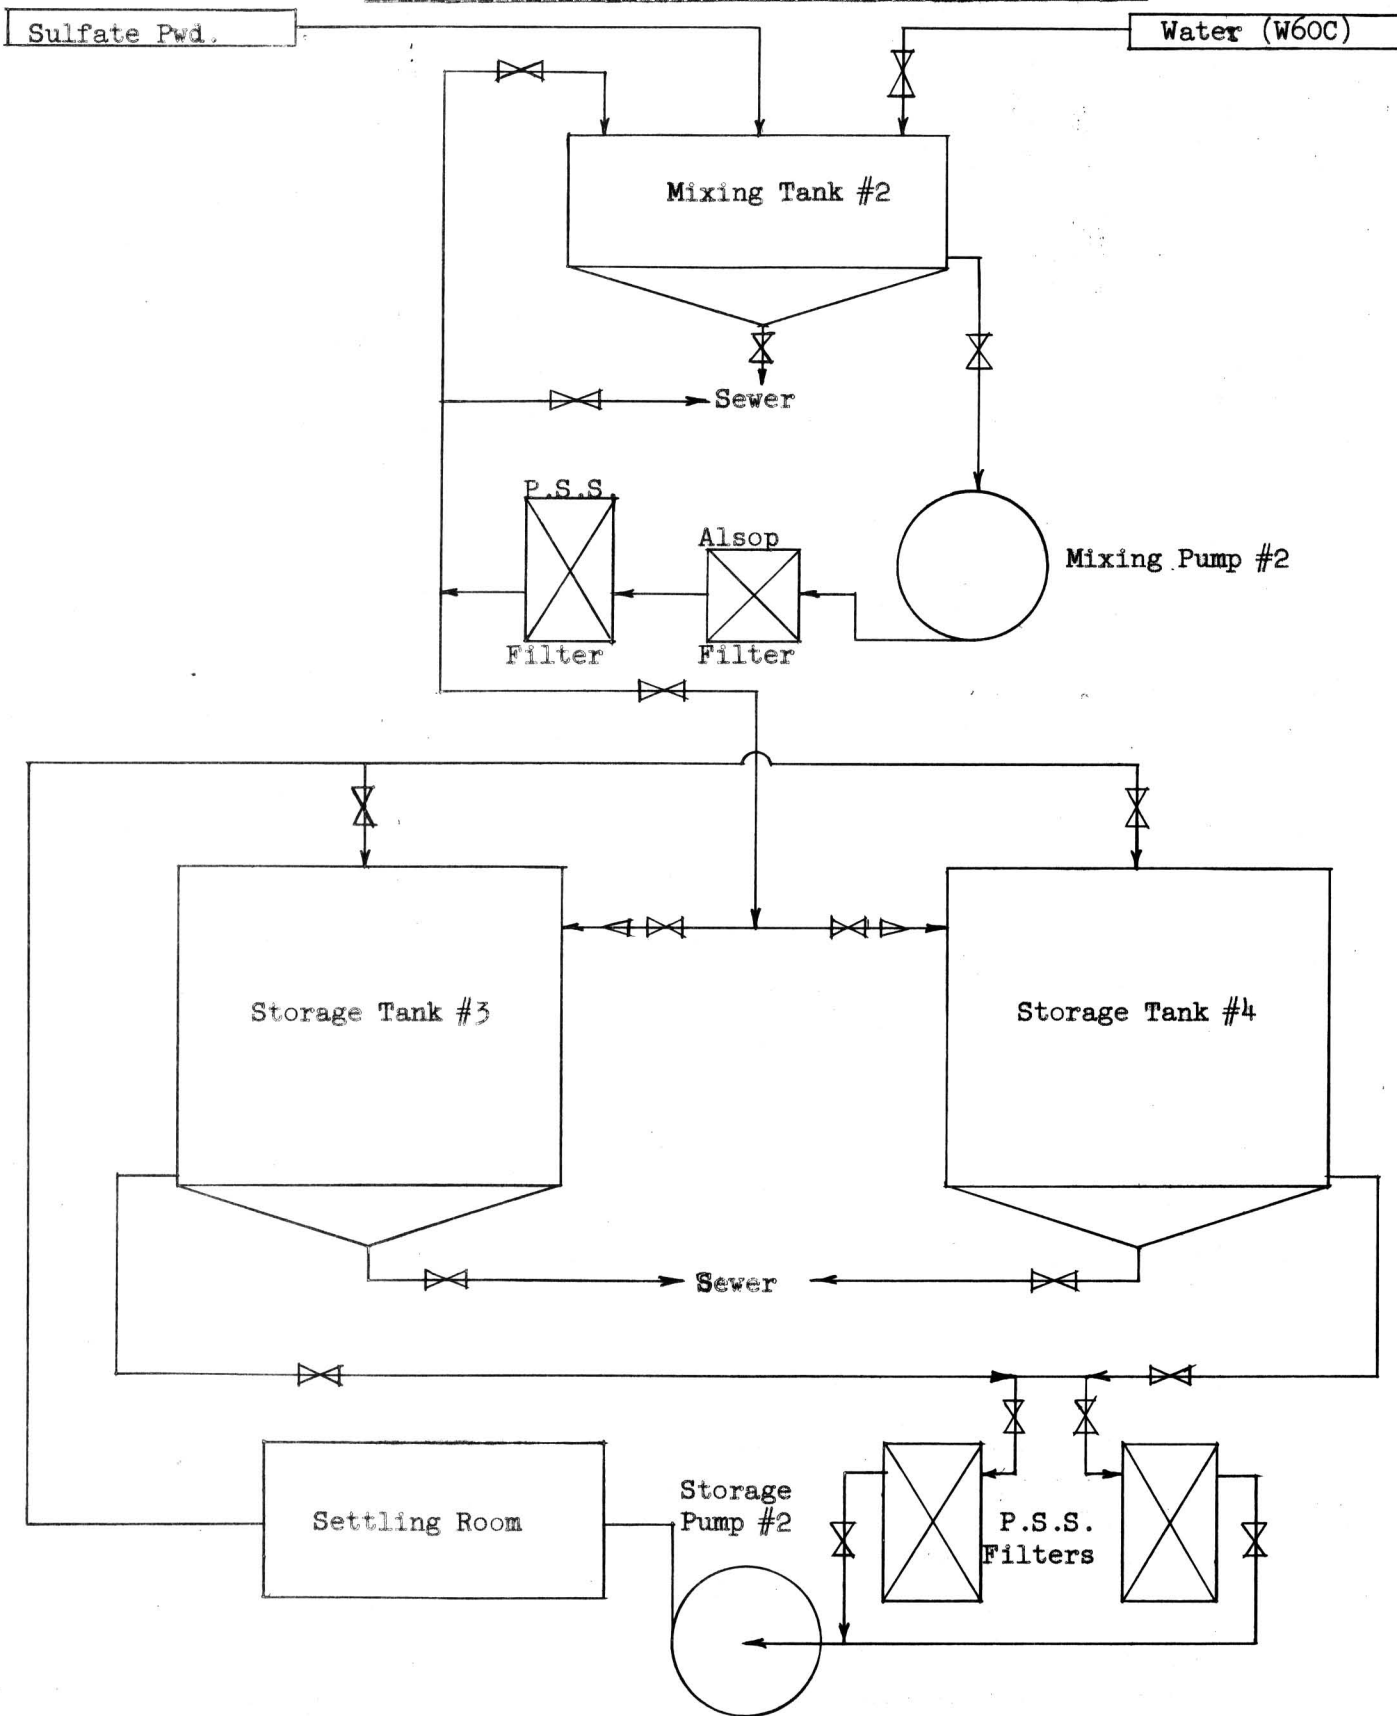 Sulfate Pwd.
Water (W60C)
Mixing Tank #2
Sewer
P.S.S.
Filter
Alsop
Filter
Mixing Pump #2
Storage Tank #3
Storage Tank #4
Sewer
Settling Room
Storage
Pump #2
P.S.S.
Filters